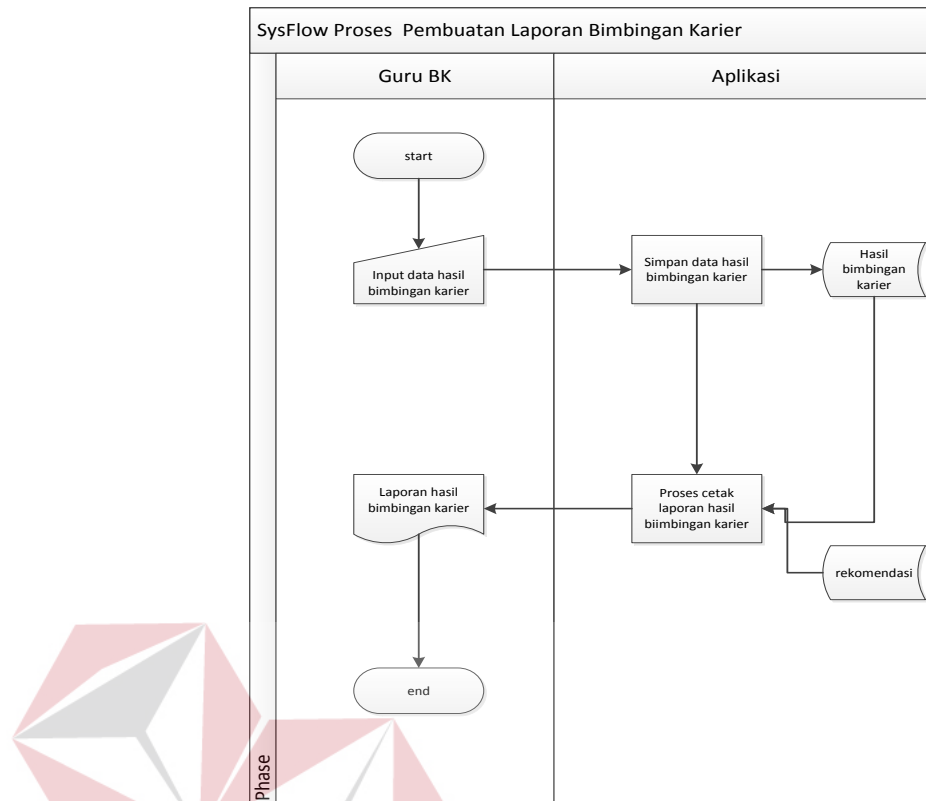 SysFlow Proses Pembuatan Laporan Bimbingan Karier
Guru BK
Aplikasi
start
Input data hasil
bimbingan karier
Simpan data hasil
bimbingan karier
Hasil
bimbingan
karier
Laporan hasil
bimbingan karier
Proses cetak
laporan hasil
biimbingan karier
rekomendasi
end
Phase